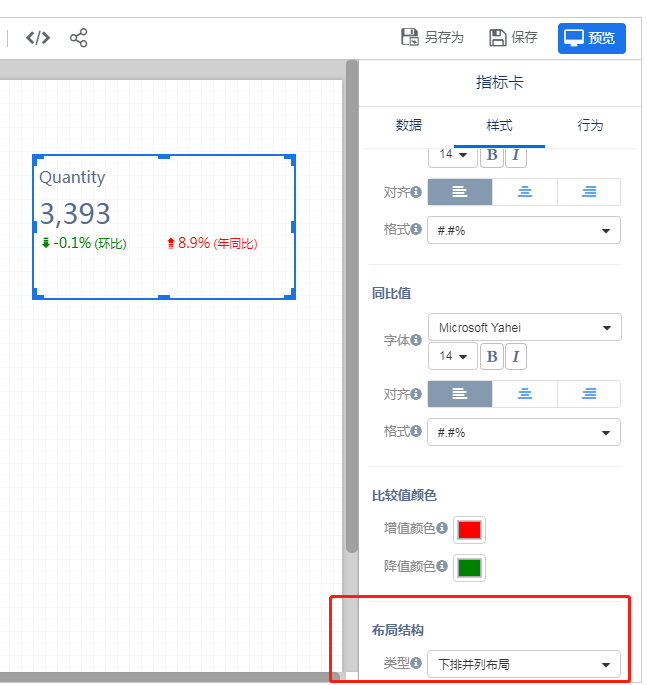 </> 另存为 保存 预览
指标卡
数据 样式 行为
14 B I
对齐
格式 #.#%
同比值
字体 Microsoft Yahei
14 B I
对齐
格式 #.#%
比较值颜色
增值颜色
降值颜色
布局结构
类型 下排并列布局
Quantity
3,393
-0.1% (环比) 8.9% (年同比)